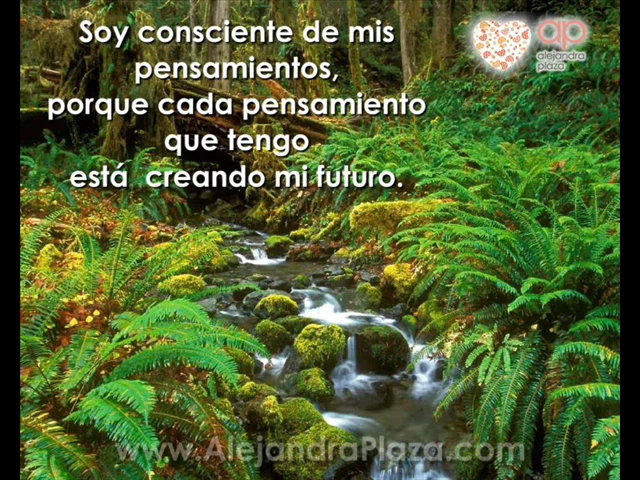 Soy consciente de mis
pensamientos,
porque cada pensamiento
que tengo
está creando mi futuro.
ap
alejandra
plaza
www.AlejandraPlaza.com